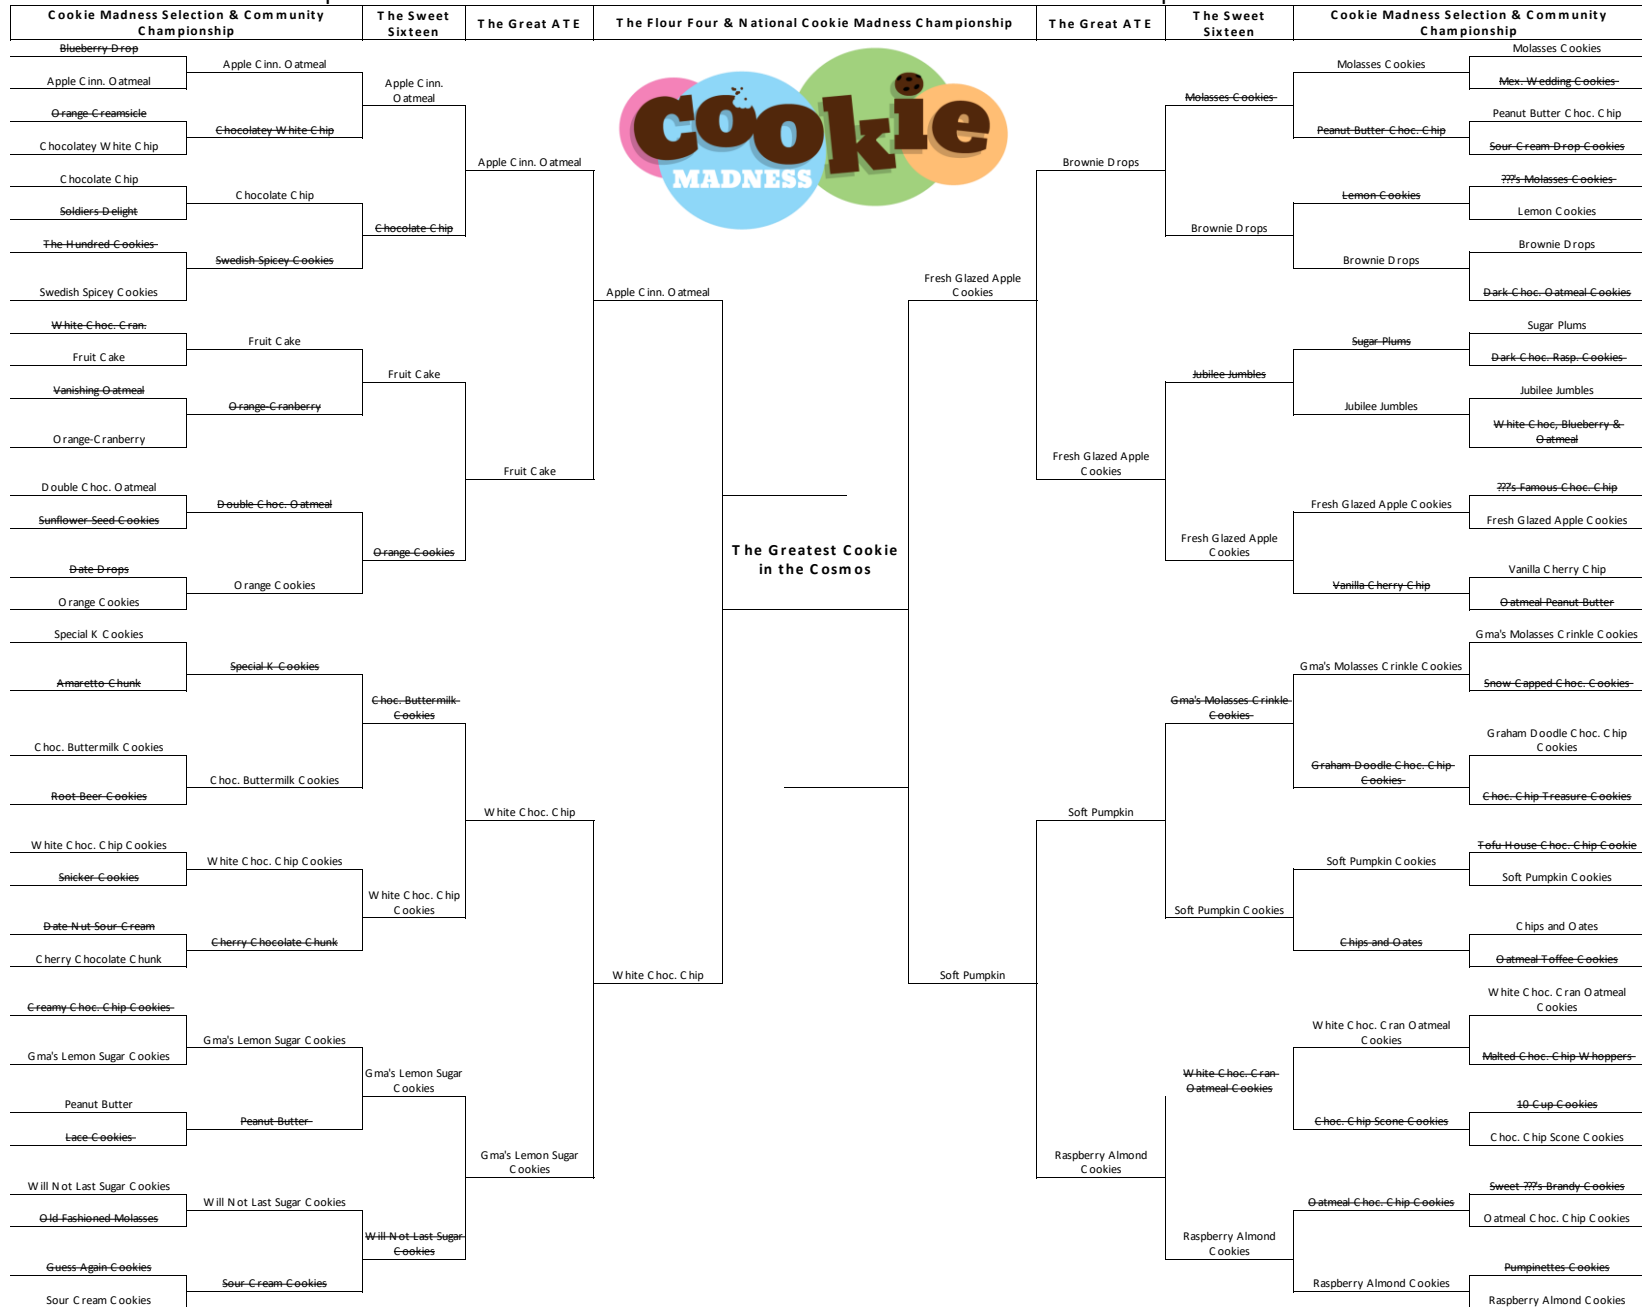 Cookie Madness Selection & Community
Championship
The Sweet
Sixteen
The Great ATE
The Flour Four & National Cookie Madness Championship
The Great ATE
The Sweet
Sixteen
Cookie Madness Selection & Community
Championship
cookie
MADNESS
Blueberry Drop
Apple Cinn. Oatmeal
Orange Creamsicle
Chocolatey White Chip
Chocolate Chip
Soldiers Delight
The Hundred Cookies
Swedish Spicey Cookies
White Choc. Cran.
Fruit Cake
Vanishing Oatmeal
Orange-Cranberry
Double Choc. Oatmeal
Sunflower Seed Cookies
Date Drops
Orange Cookies
Special K Cookies
Amaretto Chunk
Choc. Buttermilk Cookies
Root Beer Cookies
White Choc. Chip Cookies
Snicker Cookies
Date Nut Sour Cream
Cherry Chocolate Chunk
Creamy Choc. Chip Cookies
Gma's Lemon Sugar Cookies
Peanut Butter
Lace Cookies
Will Not Last Sugar Cookies
Old Fashioned Molasses
Guess Again Cookies
Sour Cream Cookies
Apple Cinn. Oatmeal
Chocolatey White Chip
Chocolate Chip
Swedish Spicey Cookies
Fruit Cake
Orange-Cranberry
Double Choc. Oatmeal
Orange Cookies
Special K Cookies
Choc. Buttermilk Cookies
White Choc. Chip Cookies
Cherry Chocolate Chunk
Gma's Lemon Sugar Cookies
Peanut Butter
Will Not Last Sugar Cookies
Sour Cream Cookies
Apple Cinn.
Oatmeal
Chocolate Chip
Fruit Cake
Orange Cookies
Choc. Buttermilk
Cookies
White Choc. Chip
Cookies
Gma's Lemon Sugar
Cookies
Will Not Last Sugar
Cookies
Apple Cinn. Oatmeal
Fruit Cake
White Choc. Chip
Gma's Lemon Sugar
Cookies
Apple Cinn. Oatmeal
White Choc. Chip
The Greatest Cookie
in the Cosmos
Fresh Glazed Apple
Cookies
Soft Pumpkin
Brownie Drops
Fresh Glazed Apple
Cookies
Soft Pumpkin
Raspberry Almond
Cookies
Molasses Cookies
Brownie Drops
Jubilee Jumbles
Fresh Glazed Apple
Cookies
Gma's Molasses Crinkle
Cookies
Soft Pumpkin Cookies
White Choc. Cran
Oatmeal Cookies
Raspberry Almond
Cookies
Molasses Cookies
Peanut Butter Choc. Chip
Lemon Cookies
Brownie Drops
Sugar Plums
Jubilee Jumbles
Fresh Glazed Apple Cookies
Vanilla Cherry Chip
Gma's Molasses Crinkle Cookies
Graham Doodle Choc. Chip
Cookies
Soft Pumpkin Cookies
Chips and Oates
White Choc. Cran Oatmeal
Cookies
Choc. Chip Scone Cookies
Oatmeal Choc. Chip Cookies
Raspberry Almond Cookies
Molasses Cookies
Mex. Wedding Cookies
Peanut Butter Choc. Chip
Sour Cream Drop Cookies
???'s Molasses Cookies
Lemon Cookies
Brownie Drops
Dark Choc. Oatmeal Cookies
Sugar Plums
Dark Choc. Rasp. Cookies
Jubilee Jumbles
White Choc, Blueberry &
Oatmeal
???'s Famous Choc. Chip
Fresh Glazed Apple Cookies
Vanilla Cherry Chip
Oatmeal Peanut Butter
Gma's Molasses Crinkle Cookies
Snow Capped Choc. Cookies
Graham Doodle Choc. Chip
Cookies
Choc. Chip Treasure Cookies
Tofu House Choc. Chip Cookie
Soft Pumpkin Cookies
Chips and Oates
Oatmeal Toffee Cookies
White Choc. Cran Oatmeal
Cookies
Malted Choc. Chip Whoppers
10 Cup Cookies
Choc. Chip Scone Cookies
Sweet ???'s Brandy Cookies
Oatmeal Choc. Chip Cookies
Pumpinettes Cookies
Raspberry Almond Cookies